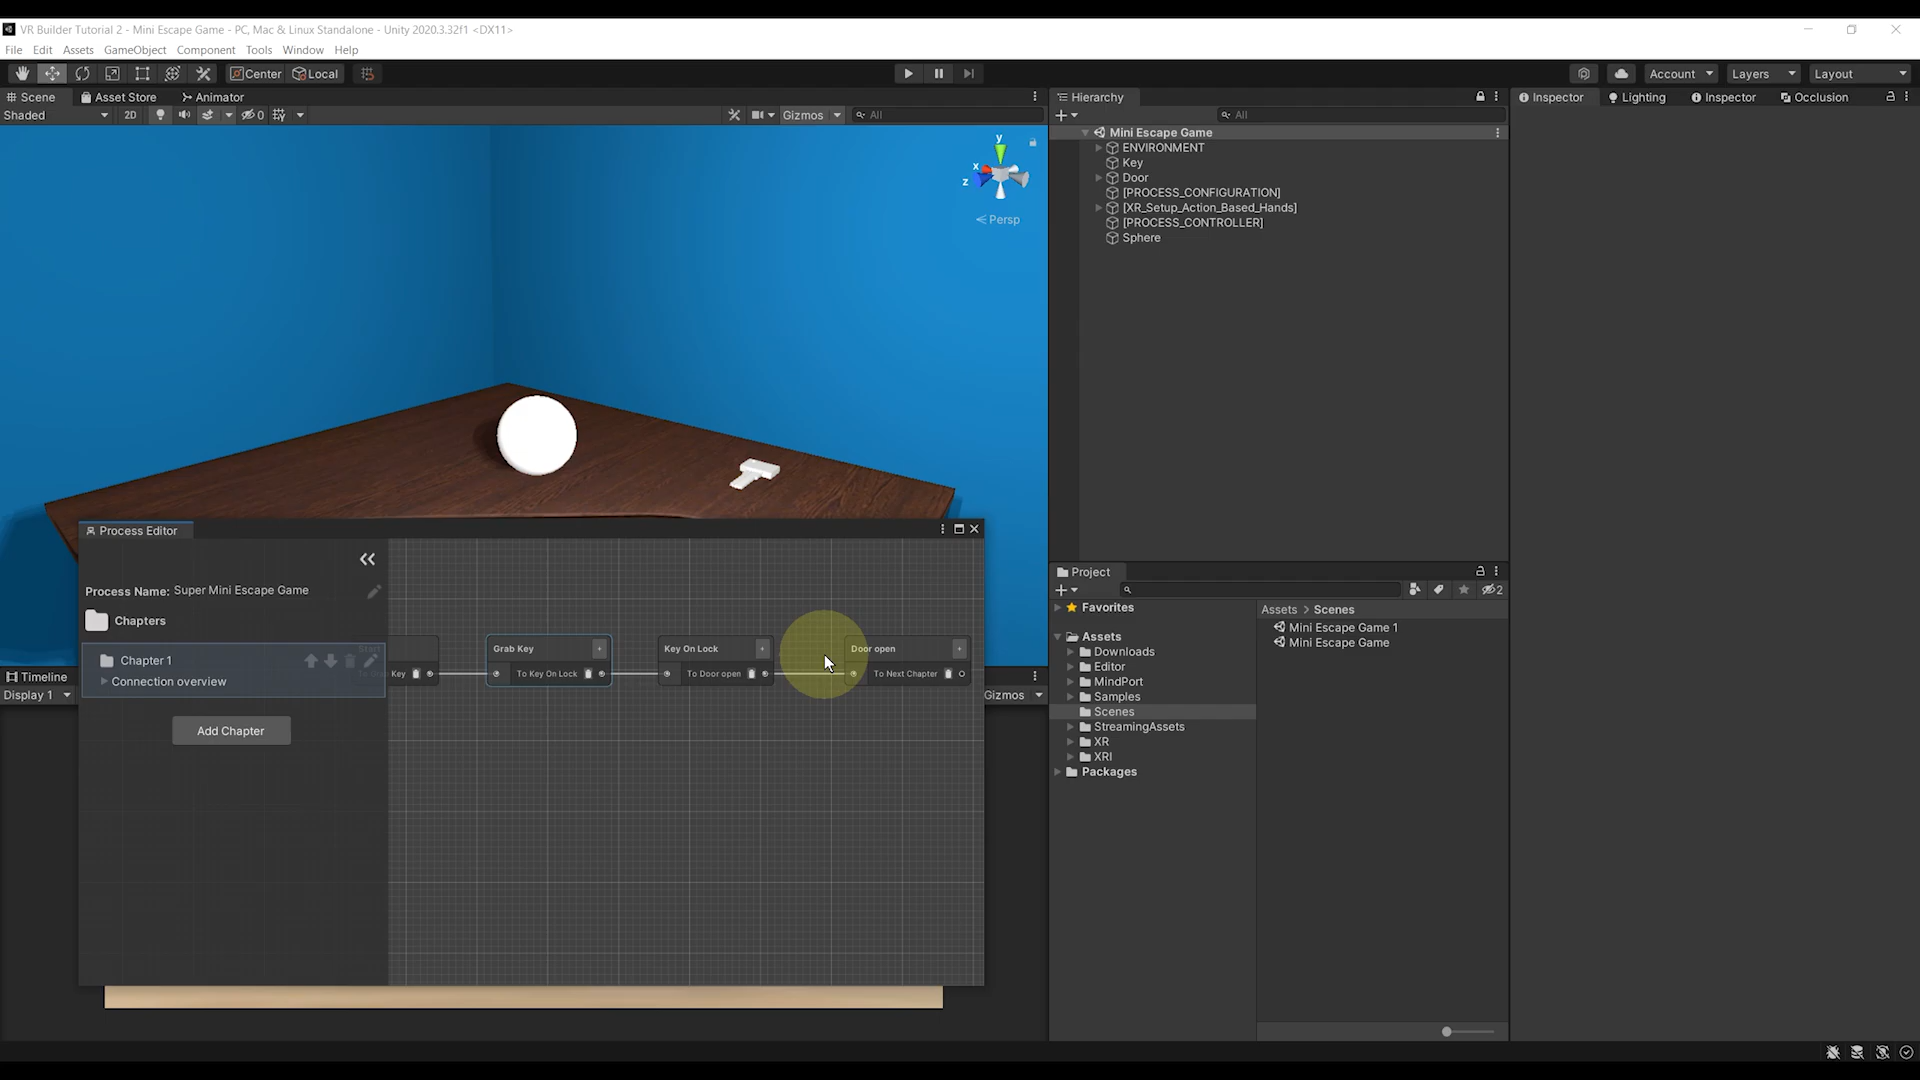 VR Builder Tutorial 2 - Mini Escape Game - PC, Mac & Linux Standalone - Unity 2020.3.32f1 <DX11>
File Edit Assets GameObject Component Tools Window Help
Center Local Account Layers Layout
Scene Asset Store Animator
Shaded 2D 0 Gizmos All
y
x
z
Persp
Hierarchy
All
Mini Escape Game
ENVIRONMENT
Key
Door
[PROCESS_CONFIGURATION]
[XR_Setup_Action_Based_Hands]
[PROCESS_CONTROLLER]
Sphere
Inspector Lighting Inspector Occlusion
Process Editor
Process Name: Super Mini Escape Game
Chapters
Chapter 1
Connection overview
Add Chapter
Start
To Grab Key
Grab Key +
To Key On Lock
Key On Lock +
To Door open
Door open +
To Next Chapter
Timeline
Display 1
Gizmos
Project
2
Favorites
Assets
Downloads
Editor
MindPort
Samples
Scenes
StreamingAssets
XR
XRI
Packages
Assets > Scenes
Mini Escape Game 1
Mini Escape Game